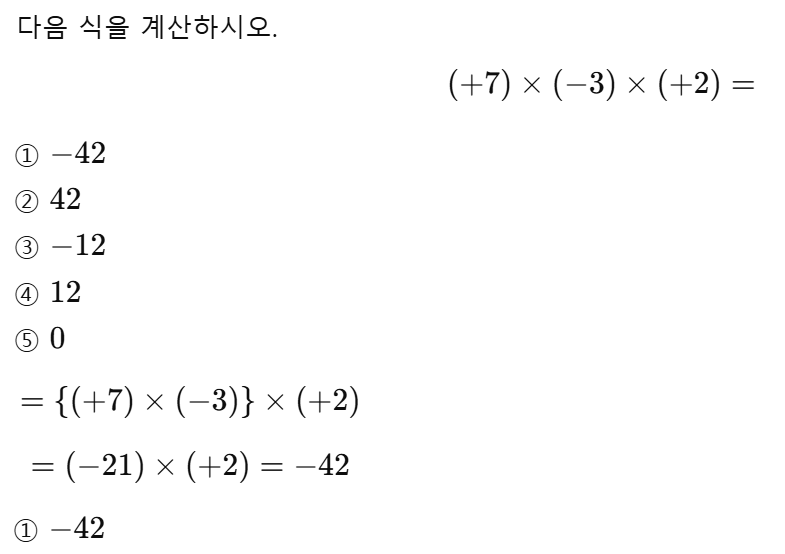 다음 식을 계산하시오.
(+7) × (−3) × (+2) =
① −42
② 42
③ −12
④ 12
⑤ 0
= {(+7) × (−3)} × (+2)
= (−21) × (+2) = −42
① −42